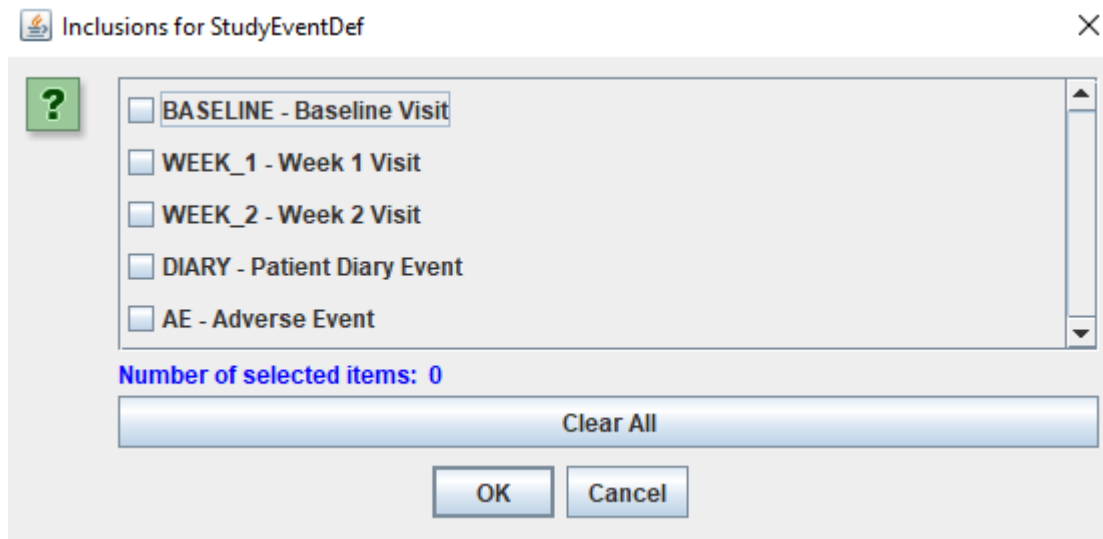 Inclusions for StudyEventDef
?
BASELINE - Baseline Visit
WEEK_1 - Week 1 Visit
WEEK_2 - Week 2 Visit
DIARY - Patient Diary Event
AE - Adverse Event
Number of selected items: 0
Clear All
OK Cancel